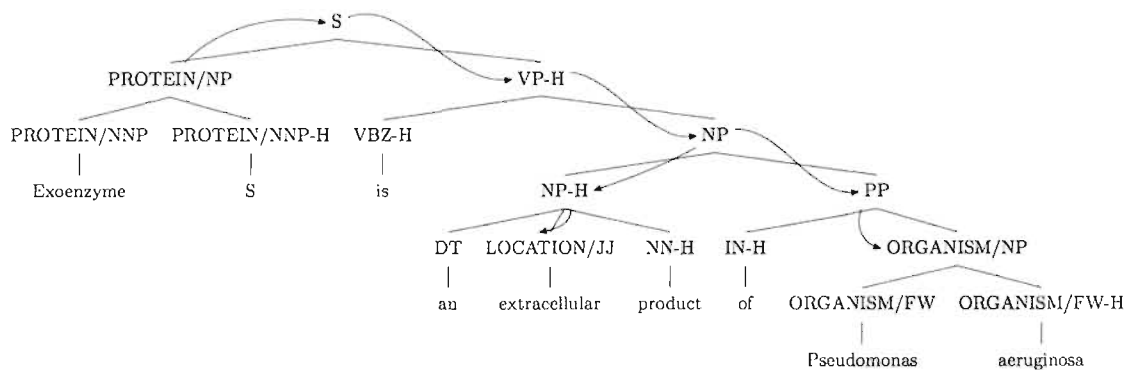 S
PROTEIN/NP VP-H
PROTEIN/NNP PROTEIN/NNP-H VBZ-H NP
Exoenzyme S is NP-H PP
DT LOCATION/JJ NN-H IN-H ORGANISM/NP
an extracellular product of ORGANISM/FW ORGANISM/FW-H
Pseudomonas aeruginosa